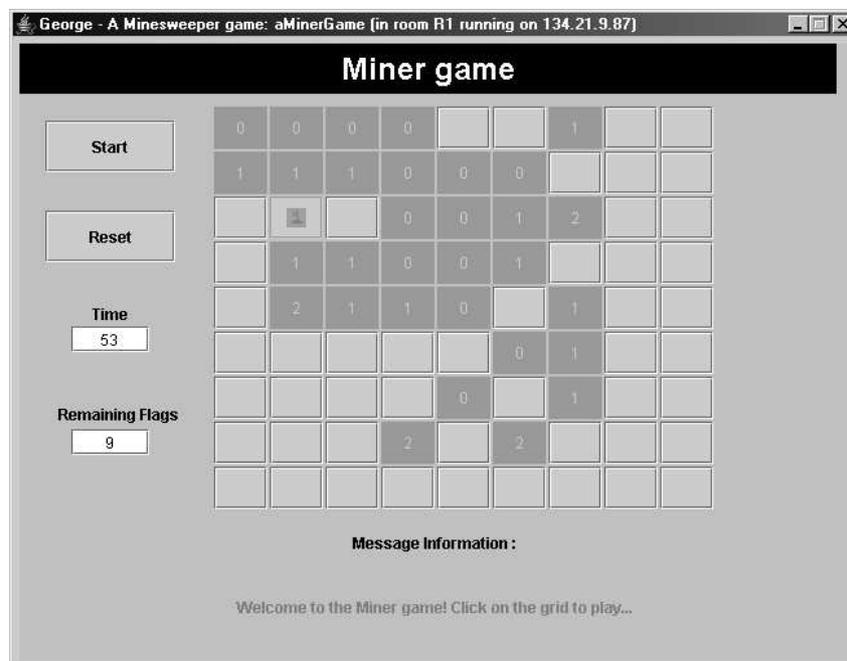 George - A Minesweeper game: aMinerGame (in room R1 running on 134.21.9.87)
Miner game
Start
Reset
Time
53
Remaining Flags
9
0 0 0 0 1
1 1 1 0 0 0
0 0 1 2
1 1 0 0 1
2 1 1 0 1
0 1
0 1
2 2
Message Information :
Welcome to the Miner game! Click on the grid to play...